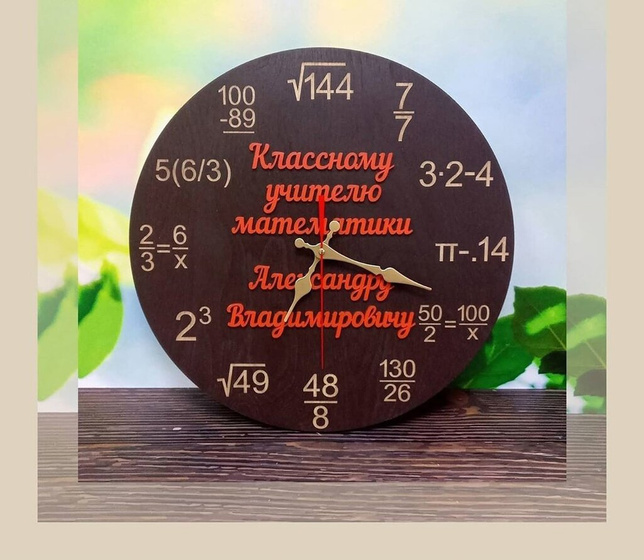 √144
7/7
3·2-4
π-.14
50/2=100/x
130/26
48/8
√49
2³
2/3=6/x
5(6/3)
100
-89
Классному
учителю
математики
Александру
Владимировичу